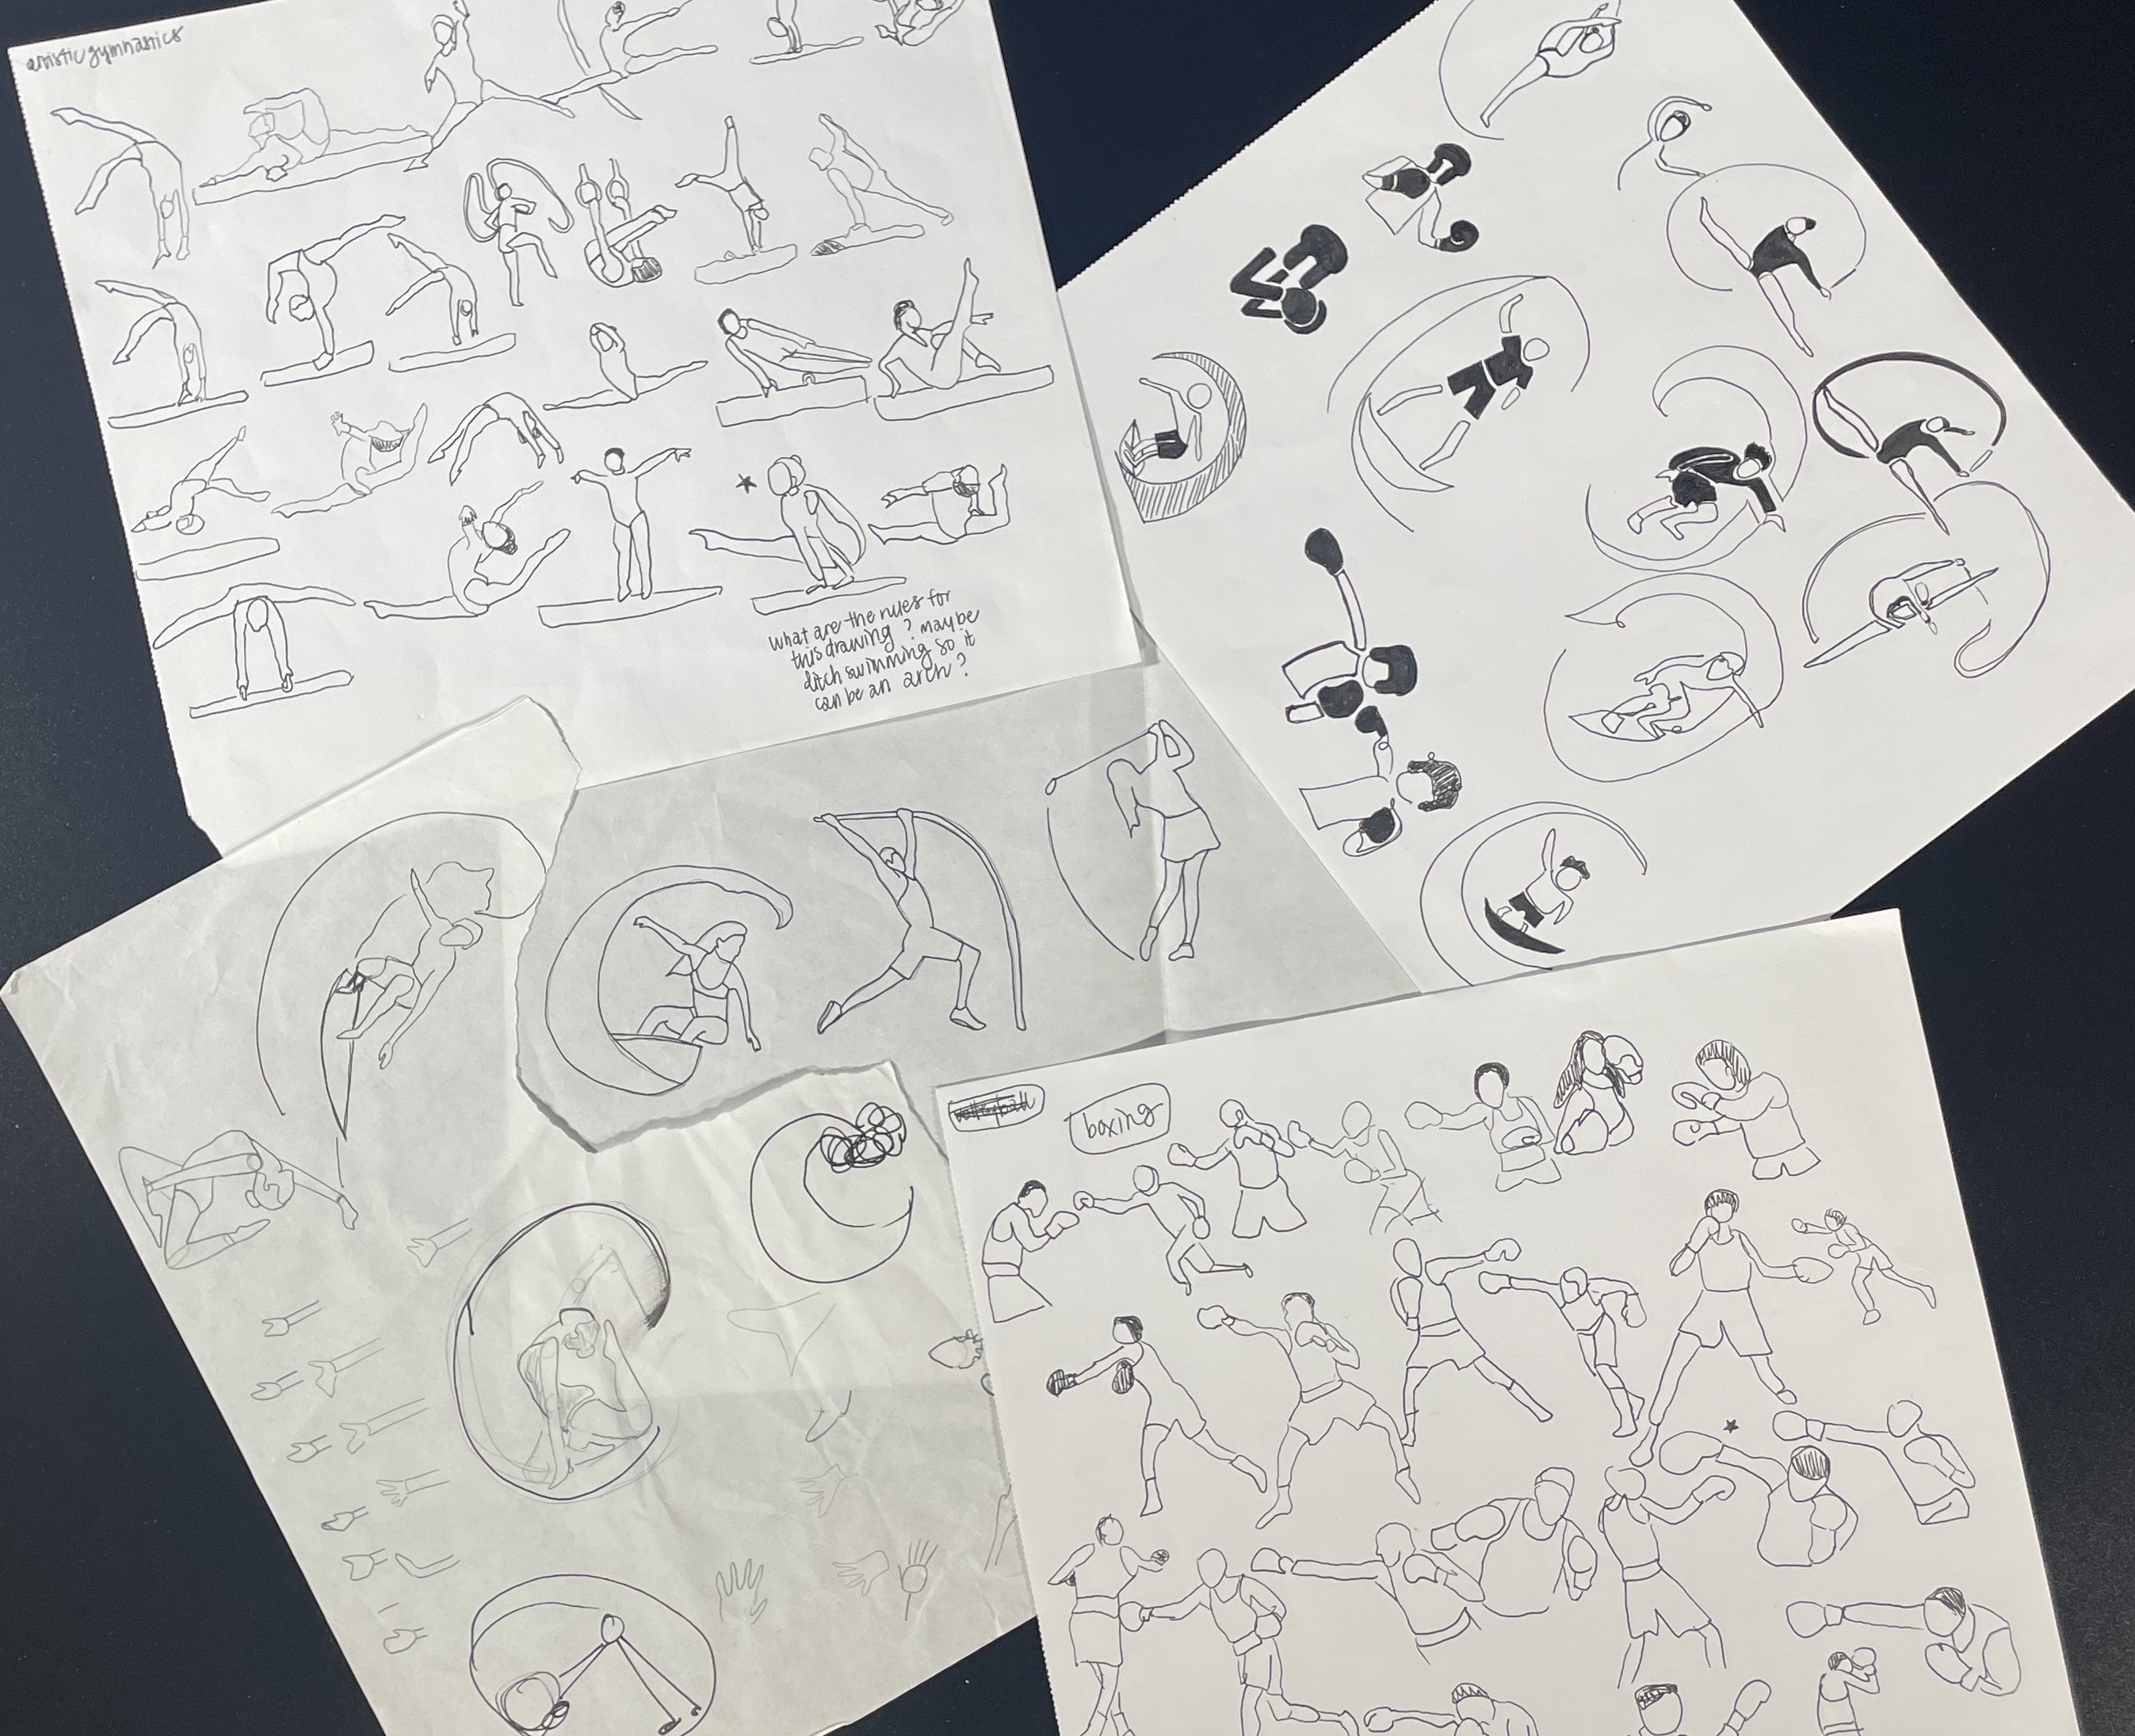 artistic gymnastics
what are the rules for
this drawing? maybe
ditch swimming so it
can be an arch?
volleyball
boxing